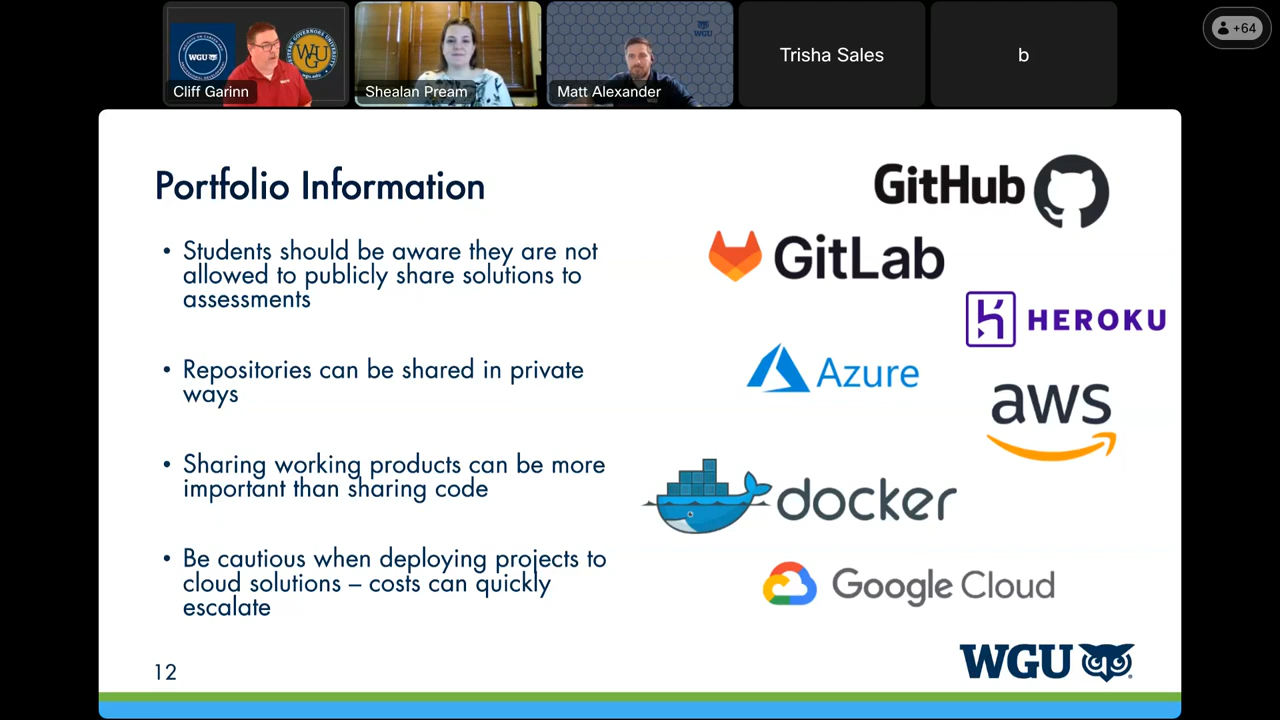 WGU
WGU
Cliff Garinn
Shealan Pream
WGU
Matt Alexander
Trisha Sales
b
+64
Portfolio Information
• Students should be aware they are not
allowed to publicly share solutions to
assessments
• Repositories can be shared in private
ways
• Sharing working products can be more
important than sharing code
• Be cautious when deploying projects to
cloud solutions – costs can quickly
escalate
GitHub
GitLab
HEROKU
Azure
aws
docker
Google Cloud
12
WGU